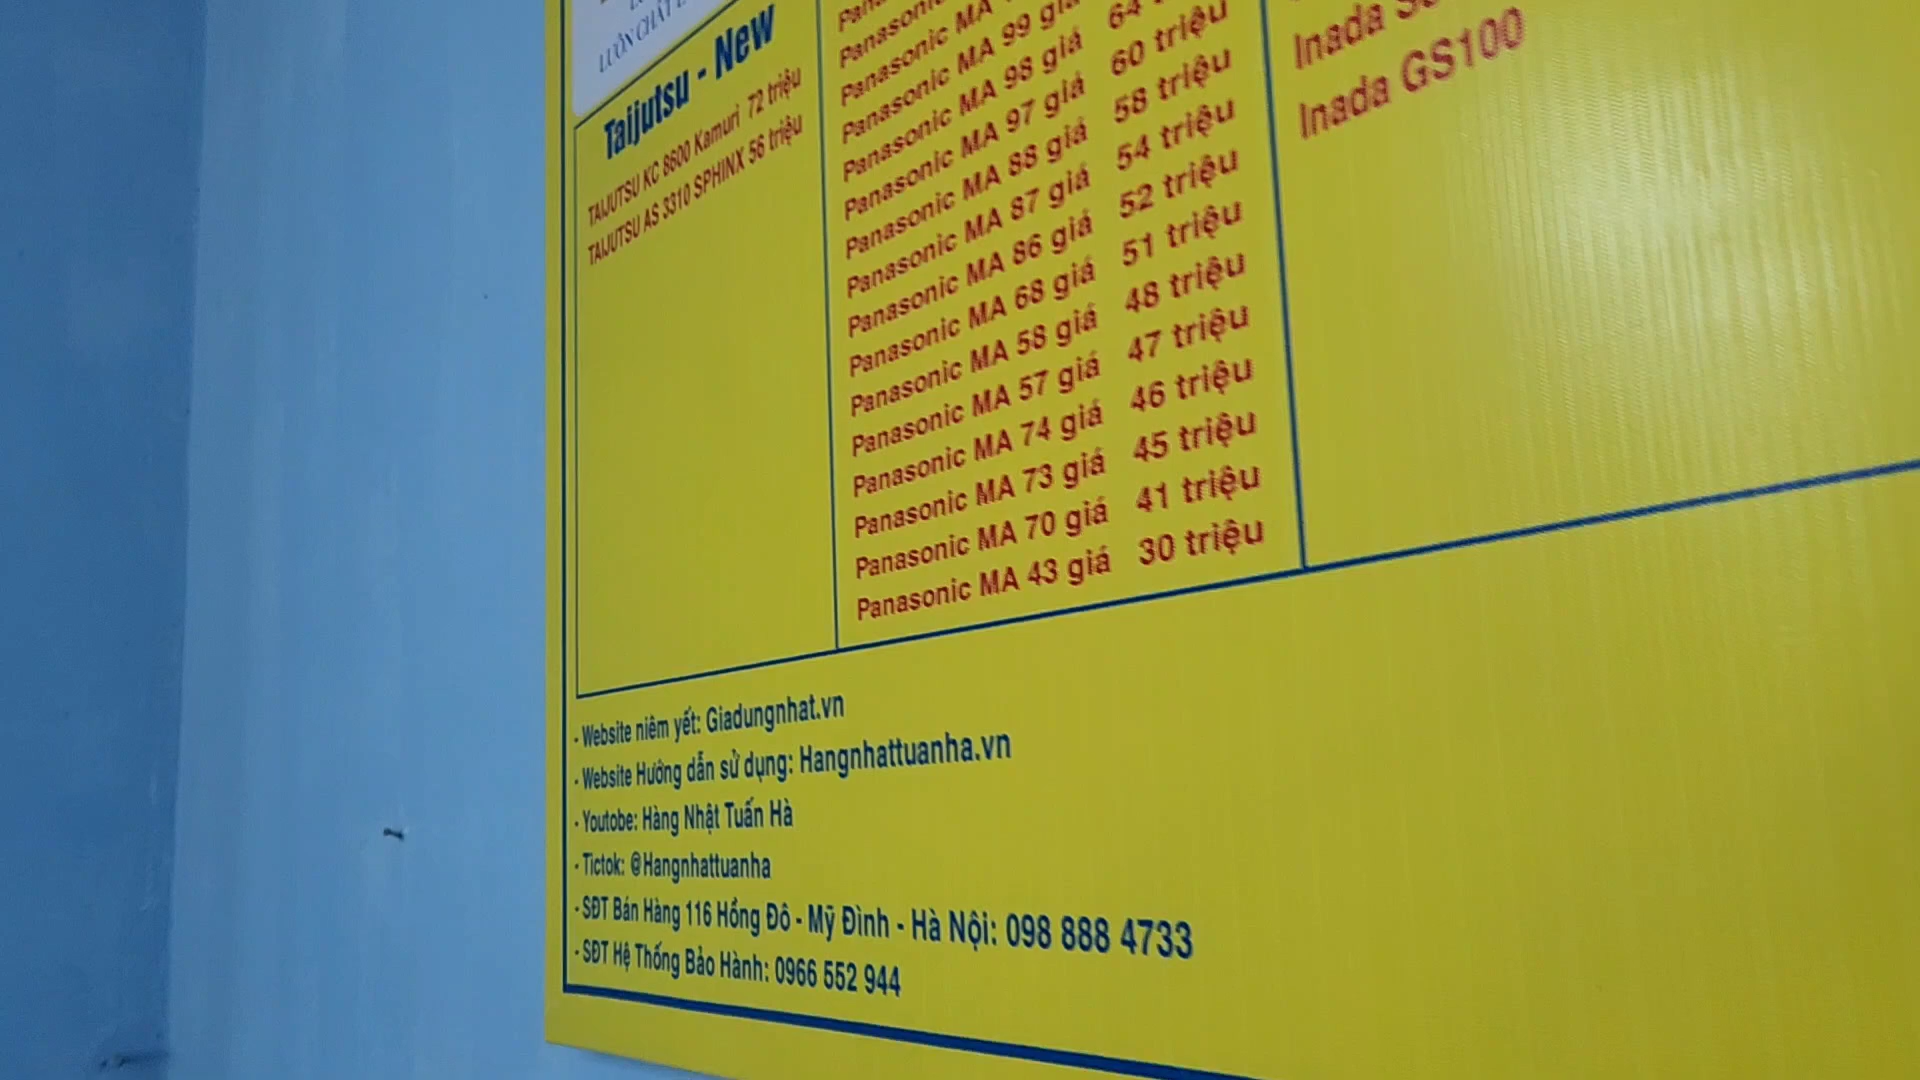 LUÔN CHẤT
Taijutsu - New
TAIJUTSU KC 8600 Kamuri 72 triệu
TAIJUTSU AS 3310 SPHINX 56 triệu
Panasonic
Panasonic MA
Panasonic MA 99 giá
Panasonic MA 98 giá 64
Panasonic MA 97 giá 60 triệu
Panasonic MA 88 giá 58 triệu
Panasonic MA 87 giá 54 triệu
Panasonic MA 86 giá 52 triệu
Panasonic MA 68 giá 51 triệu
Panasonic MA 58 giá 48 triệu
Panasonic MA 57 giá 47 triệu
Panasonic MA 74 giá 46 triệu
Panasonic MA 73 giá 45 triệu
Panasonic MA 70 giá 41 triệu
Panasonic MA 43 giá 30 triệu
Inada
Inada GS100
- Website niêm yết: Giadungnhat.vn
- Website Hướng dẫn sử dụng: Hangnhattuanha.vn
- Youtobe: Hàng Nhật Tuấn Hà
- Tictok: @Hangnhattuanha
- SĐT Bán Hàng 116 Hồng Đô - Mỹ Đình - Hà Nội: 098 888 4733
- SĐT Hệ Thống Bảo Hành: 0966 552 944